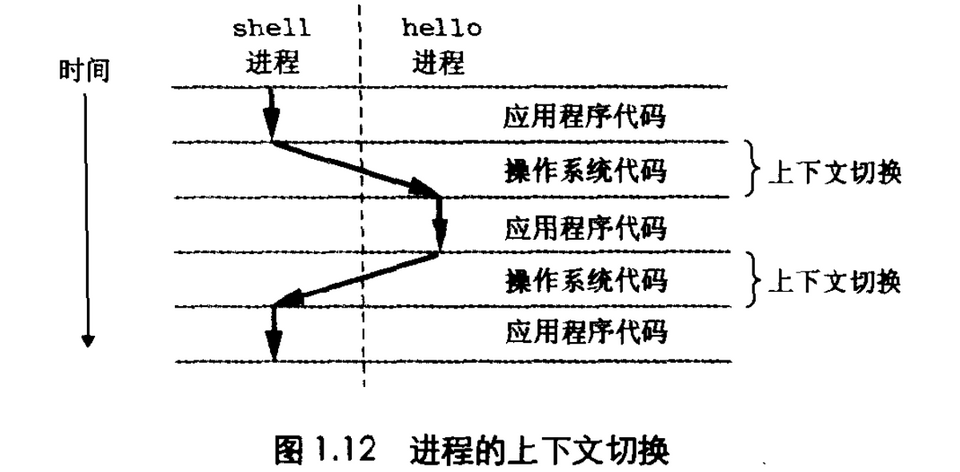 shell hello
进程 进程
时间
应用程序代码
操作系统代码 上下文切换
应用程序代码
操作系统代码 上下文切换
应用程序代码
图1.12 进程的上下文切换